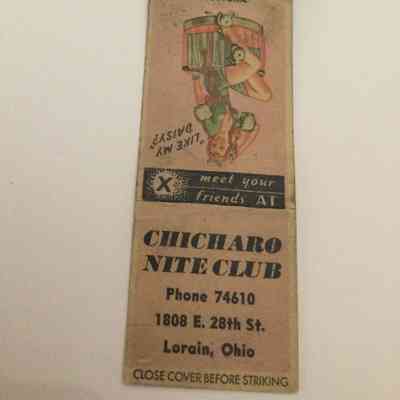 "LIKE MY
DAISY?"
X
meet your
friends AT
CHICHARO
NITE CLUB
Phone 74610
1808 E. 28th St.
Lorain, Ohio
CLOSE COVER BEFORE STRIKING